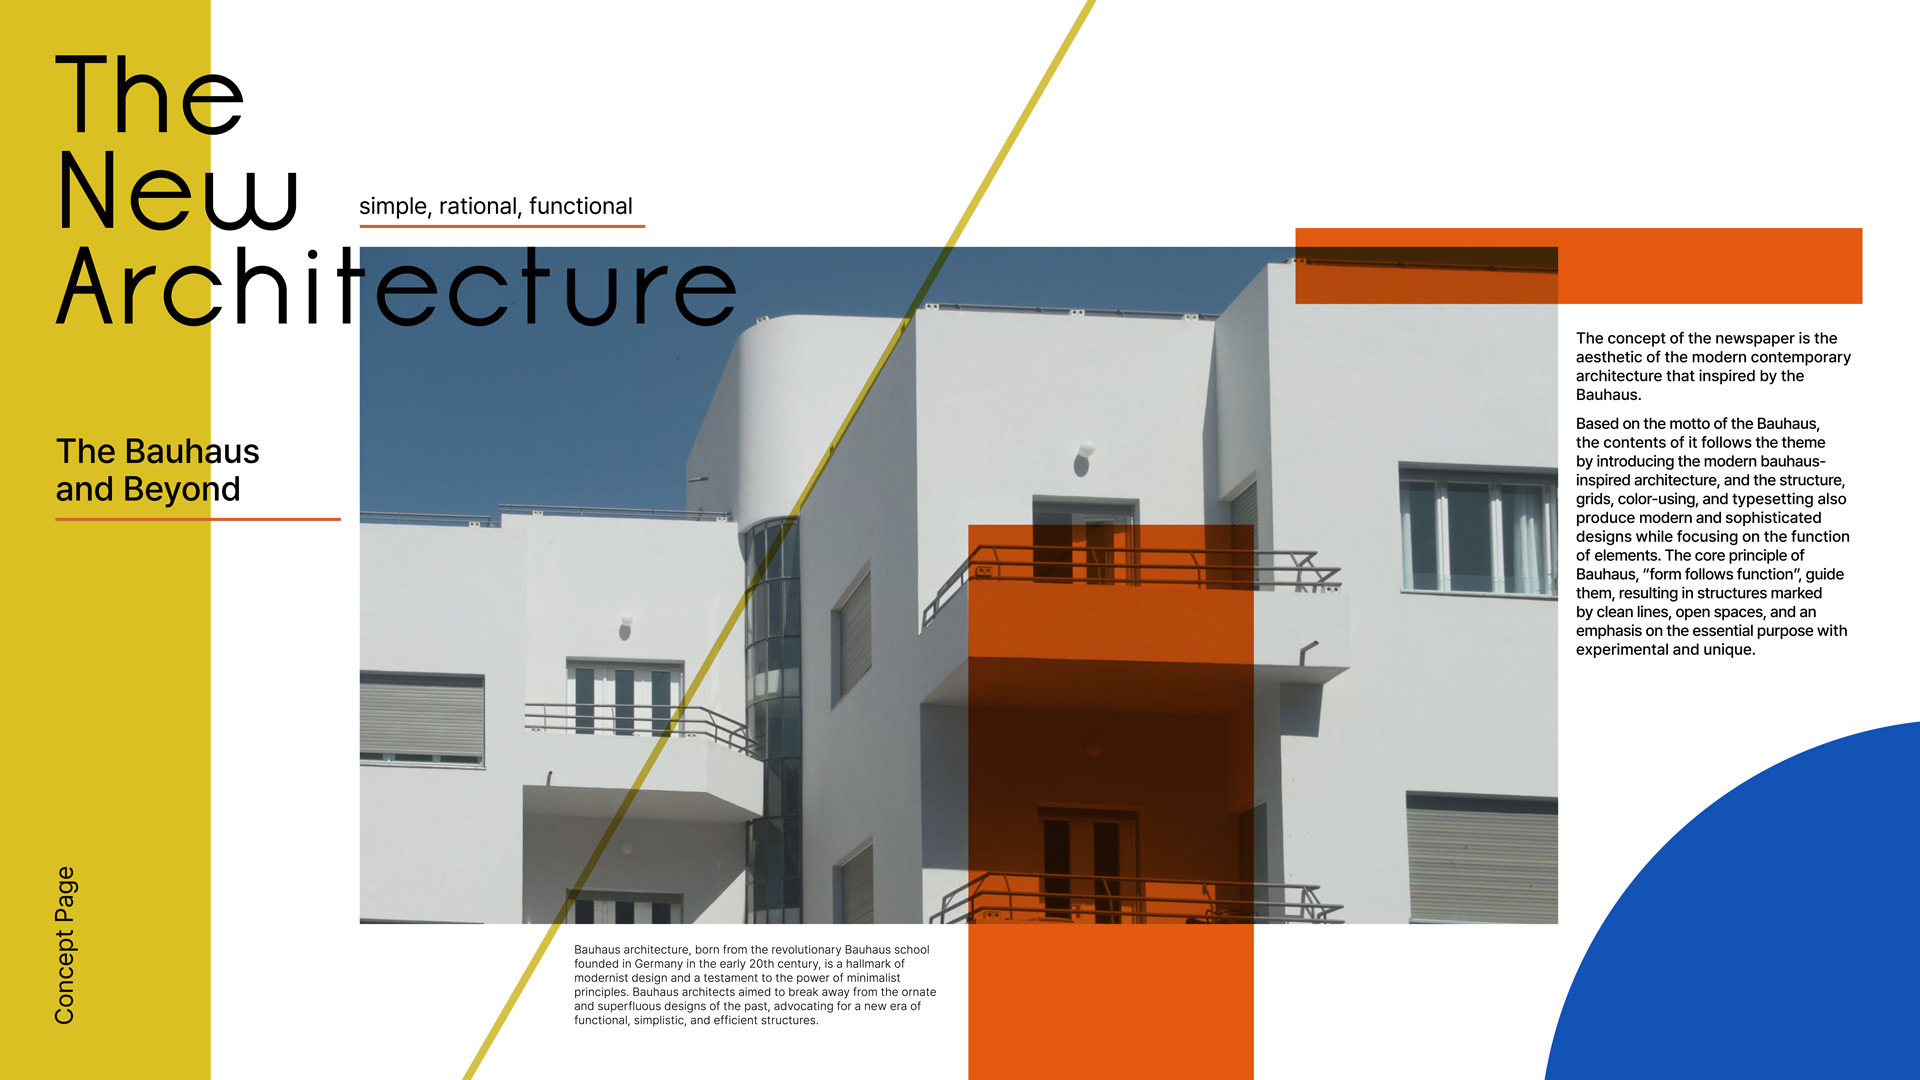 The
New
Architecture
simple, rational, functional
The Bauhaus
and Beyond
The concept of the newspaper is the
aesthetic of the modern contemporary
architecture that inspired by the
Bauhaus.
Based on the motto of the Bauhaus,
the contents of it follows the theme
by introducing the modern bauhaus-
inspired architecture, and the structure,
grids, color-using, and typesetting also
produce modern and sophisticated
designs while focusing on the function
of elements. The core principle of
Bauhaus, “form follows function”, guide
them, resulting in structures marked
by clean lines, open spaces, and an
emphasis on the essential purpose with
experimental and unique.
Concept Page
Bauhaus architecture, born from the revolutionary Bauhaus school
founded in Germany in the early 20th century, is a hallmark of
modernist design and a testament to the power of minimalist
principles. Bauhaus architects aimed to break away from the ornate
and superfluous designs of the past, advocating for a new era of
functional, simplistic, and efficient structures.